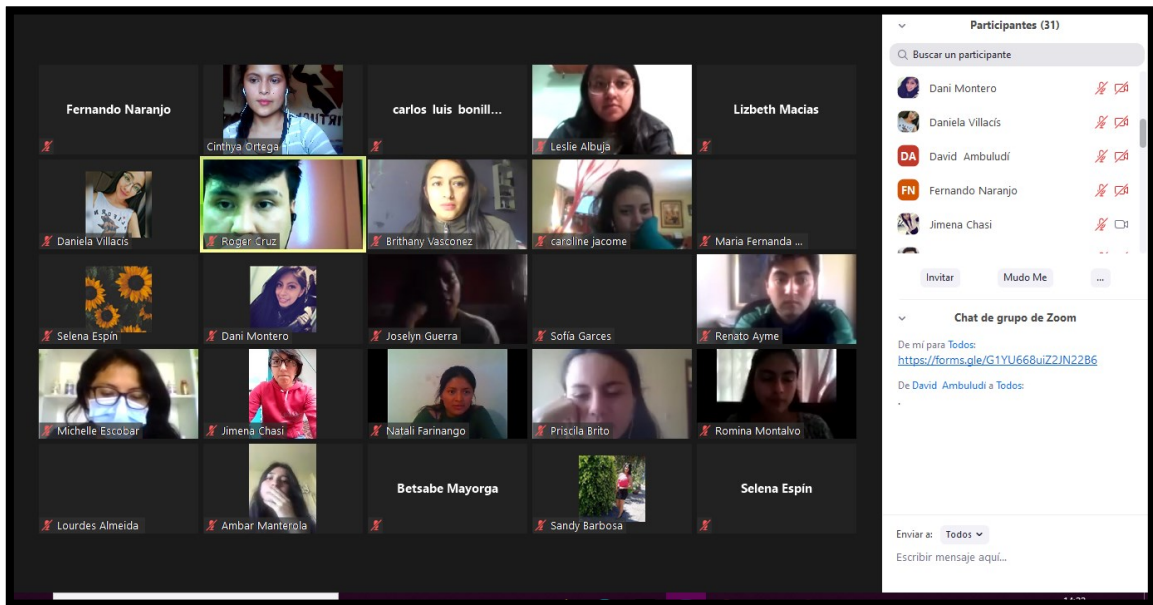 Participantes (31)
Buscar un participante
Fernando Naranjo
Cinthya Ortega
carlos luis bonill...
Leslie Albuja
Lizbeth Macias
Daniela Villacís
Roger Cruz
Brithany Vasconez
caroline jacome
Maria Fernanda ...
Selena Espín
Dani Montero
Joselyn Guerra
Sofía Garces
Renato Ayme
Michelle Escobar
Jimena Chasi
Natali Farinango
Priscila Brito
Romina Montalvo
Lourdes Almeida
Ambar Manterola
Betsabe Mayorga
Sandy Barbosa
Selena Espín
Dani Montero
Daniela Villacís
DA David Ambuludí
FN Fernando Naranjo
Jimena Chasi
Invitar
Mudo Me
...
Chat de grupo de Zoom
De mí para Todos:
https://forms.gle/G1YU668uiZ2JN22B6
De David Ambuludí a Todos:
.
Enviar a: Todos
Escribir mensaje aquí...